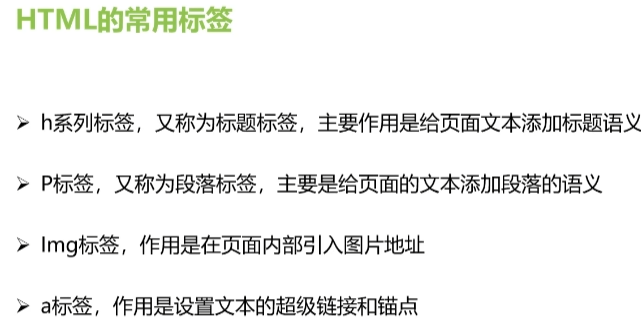 HTML的常用标签
➢ h系列标签，又称为标题标签，主要作用是给页面文本添加标题语义
➢ P标签，又称为段落标签，主要是给页面的文本添加段落的语义
➢ Img标签，作用是在页面内部引入图片地址
➢ a标签，作用是设置文本的超级链接和锚点